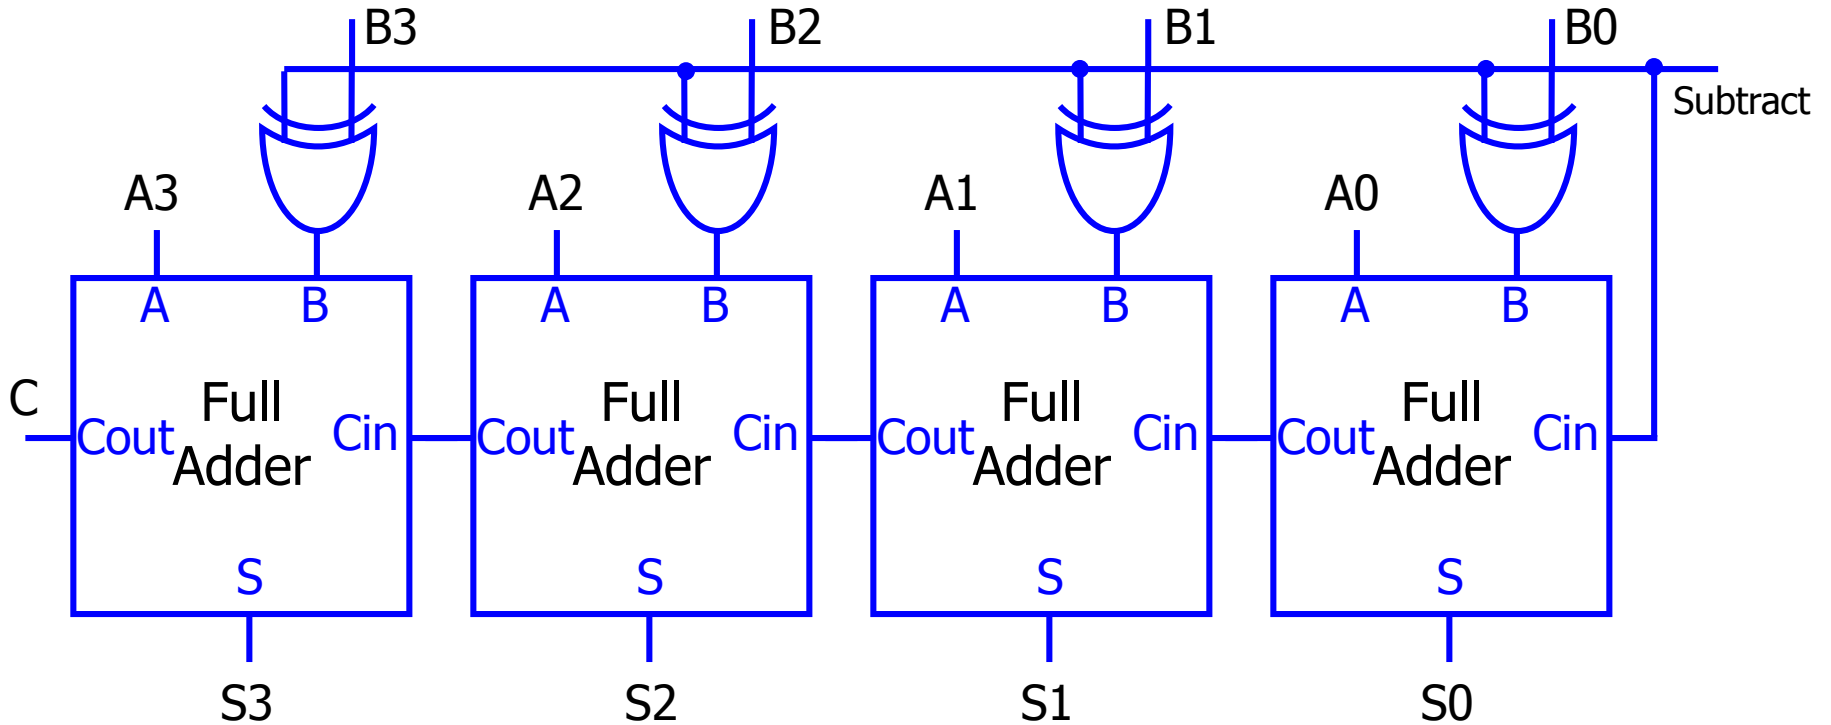 B3 B2 B1 B0
Subtract
A3 A2 A1 A0
A B A B A B A B
C
Cout Full Adder Cin Cout Full Adder Cin Cout Full Adder Cin Cout Full Adder Cin
S S S S
S3 S2 S1 S0